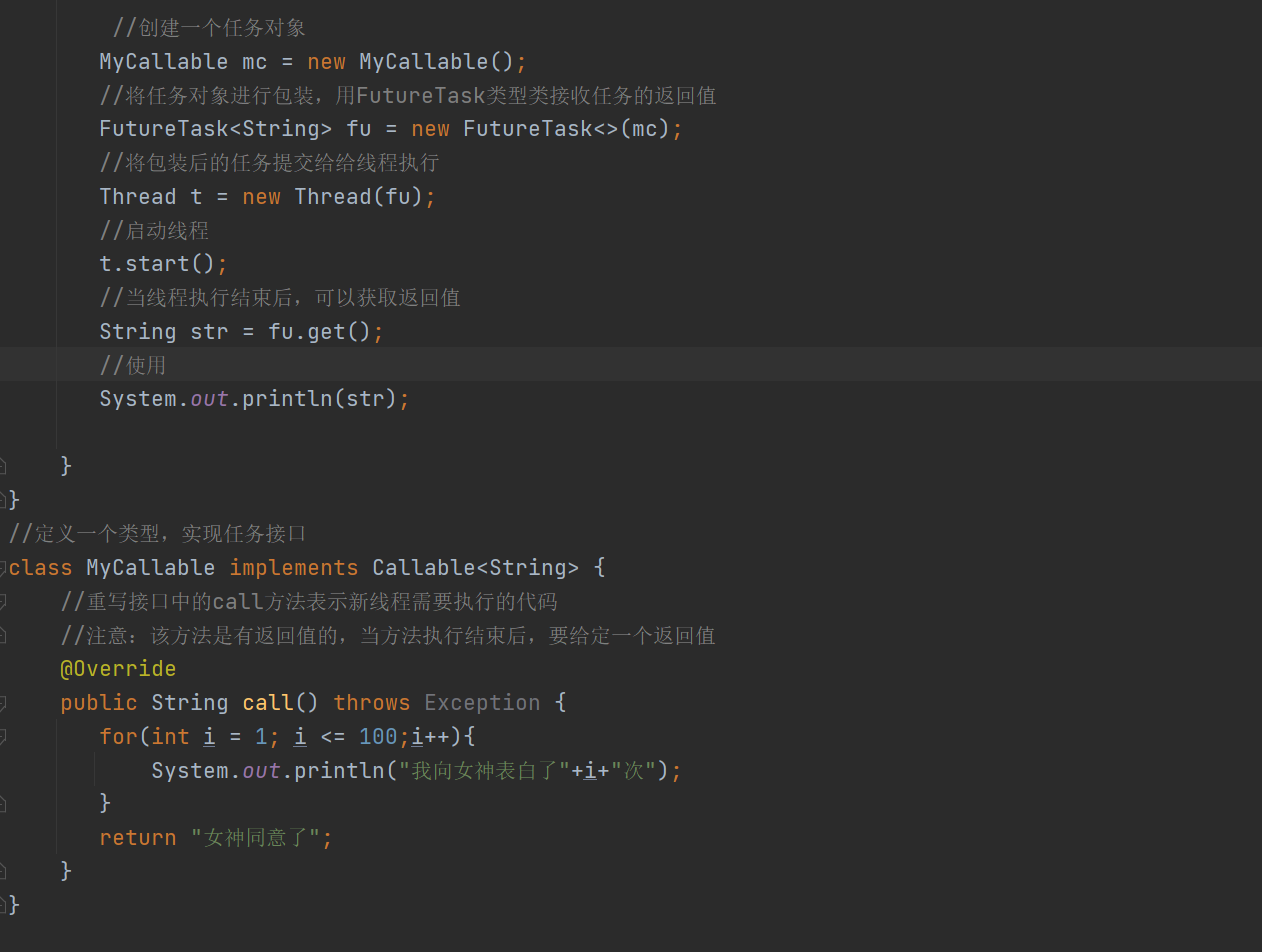 //创建一个任务对象
MyCallable mc = new MyCallable();
//将任务对象进行包装，用FutureTask类型类接收任务的返回值
FutureTask<String> fu = new FutureTask<>(mc);
//将包装后的任务提交给给线程执行
Thread t = new Thread(fu);
//启动线程
t.start();
//当线程执行结束后，可以获取返回值
String str = fu.get();
//使用
System.out.println(str);
}
}
//定义一个类型，实现任务接口
class MyCallable implements Callable<String> {
//重写接口中的call方法表示新线程需要执行的代码
//注意：该方法是有返回值的，当方法执行结束后，要给定一个返回值
@Override
public String call() throws Exception {
for(int i = 1; i <= 100;i++){
System.out.println("我向女神表白了"+i+"次");
}
return "女神同意了";
}
}